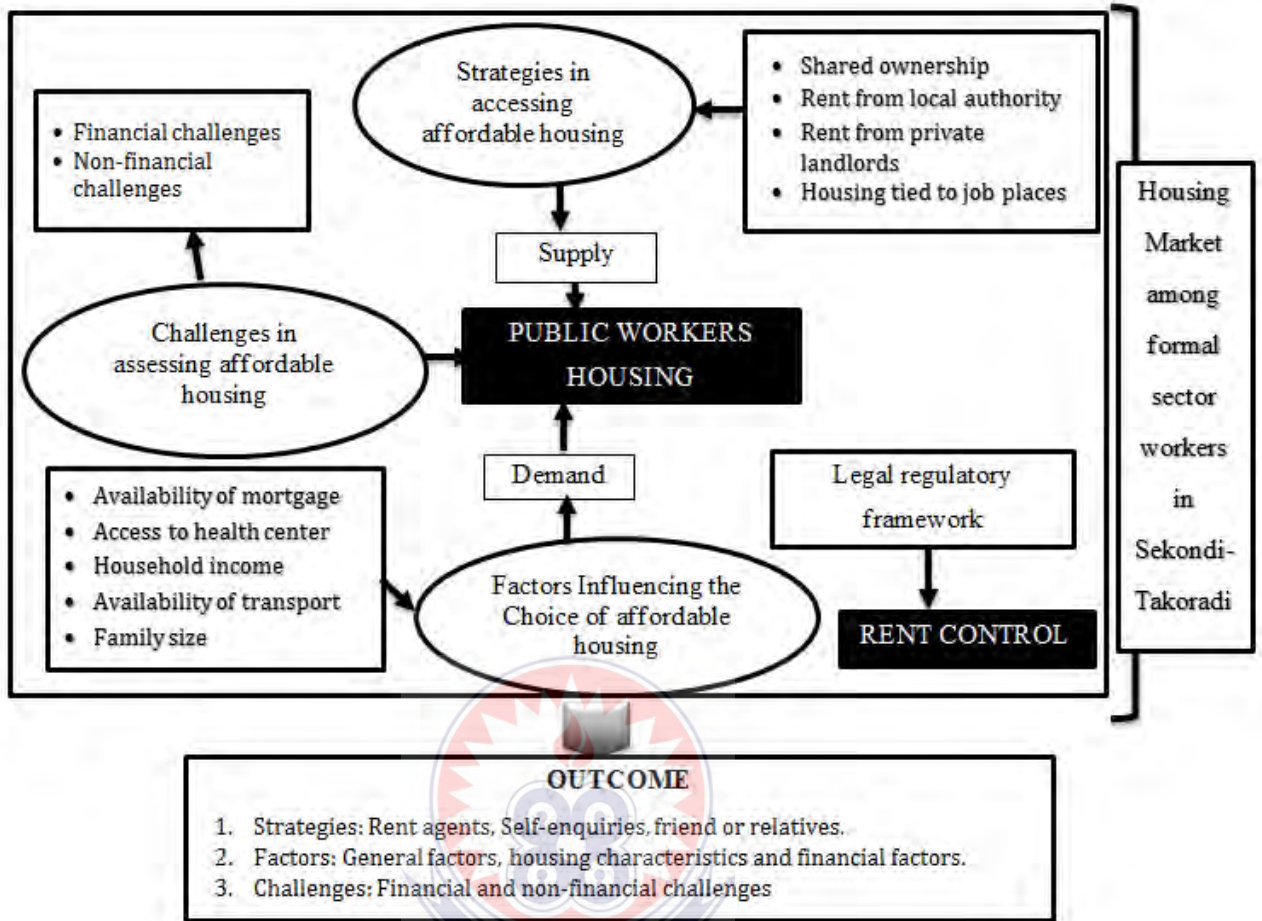 Strategies in
accessing
affordable housing
• Shared ownership
• Rent from local authority
• Rent from private
landlords
• Housing tied to job places
• Financial challenges
• Non-financial
challenges
Supply
Challenges in
assessing affordable
housing
PUBLIC WORKERS
HOUSING
Demand
• Availability of mortgage
• Access to health center
• Household income
• Availability of transport
• Family size
Factors Influencing the
Choice of affordable
housing
Legal regulatory
framework
RENT CONTROL
Housing
Market
among
formal
sector
workers
in
Sekondi-
Takoradi
OUTCOME
1. Strategies: Rent agents, Self-enquiries, friend or relatives.
2. Factors: General factors, housing characteristics and financial factors.
3. Challenges: Financial and non-financial challenges